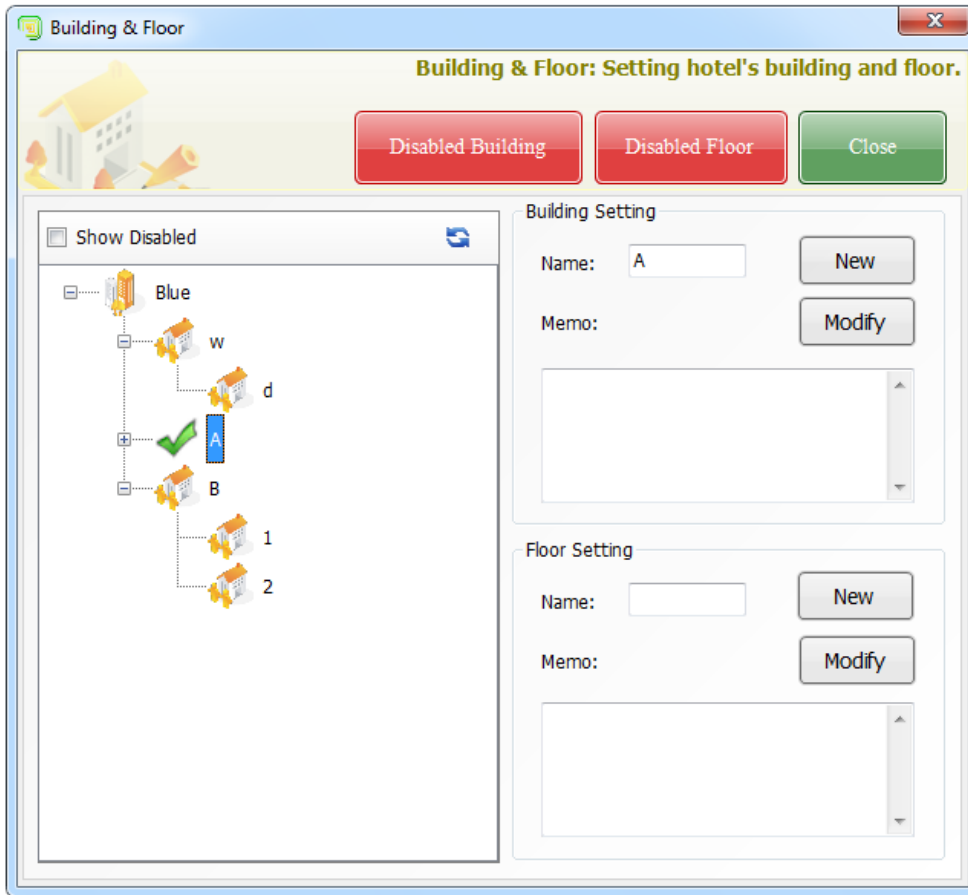 Building & Floor
Building & Floor: Setting hotel's building and floor.
Disabled Building
Disabled Floor
Close
Show Disabled
Blue
w
d
A
B
1
2
Building Setting
Name: A
New
Memo:
Modify
Floor Setting
Name:
New
Memo:
Modify